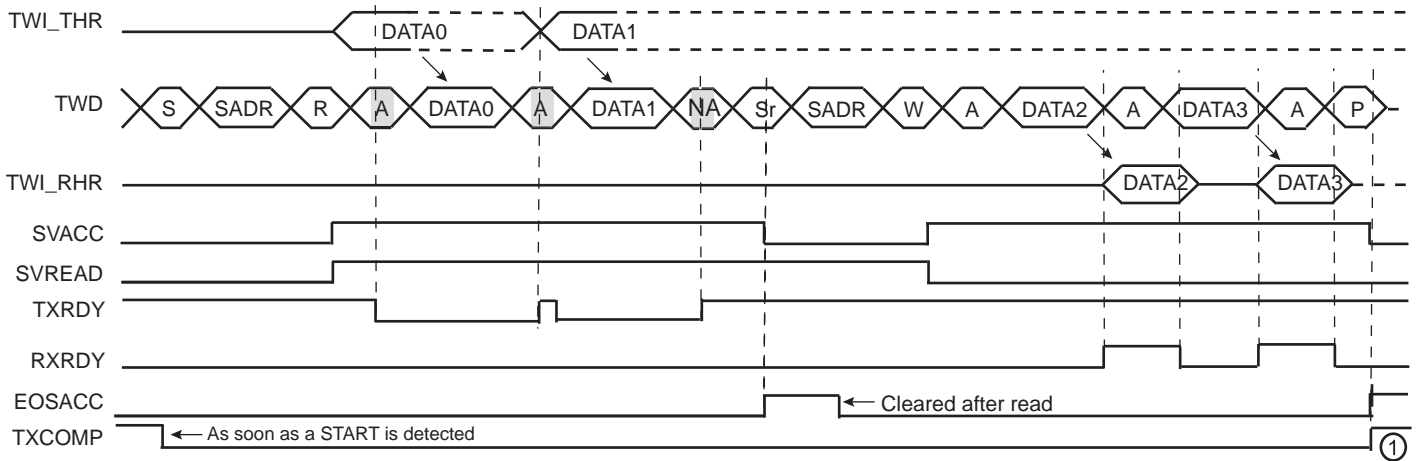 TWI_THR DATA0 DATA1
TWD S SADR R A DATA0 A DATA1 NA Sr SADR W A DATA2 A DATA3 A P
TWI_RHR DATA2 DATA3
SVACC
SVREAD
TXRDY
RXRDY
EOSACC Cleared after read
TXCOMP As soon as a START is detected 1